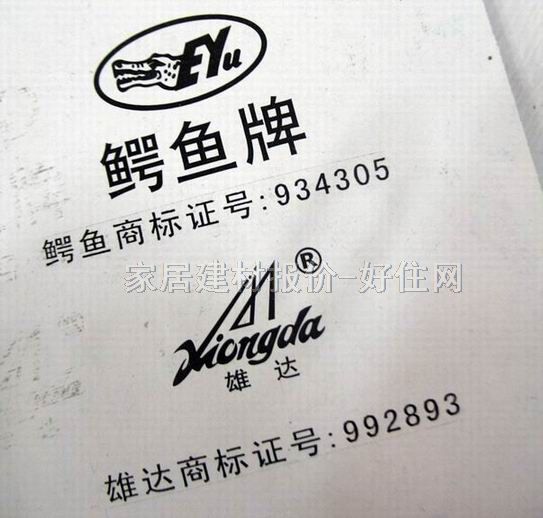 EYu
鳄鱼牌
鳄鱼商标证号:934305
®
家居建材报价-好住网
Xiongda
雄达
雄达商标证号:992893